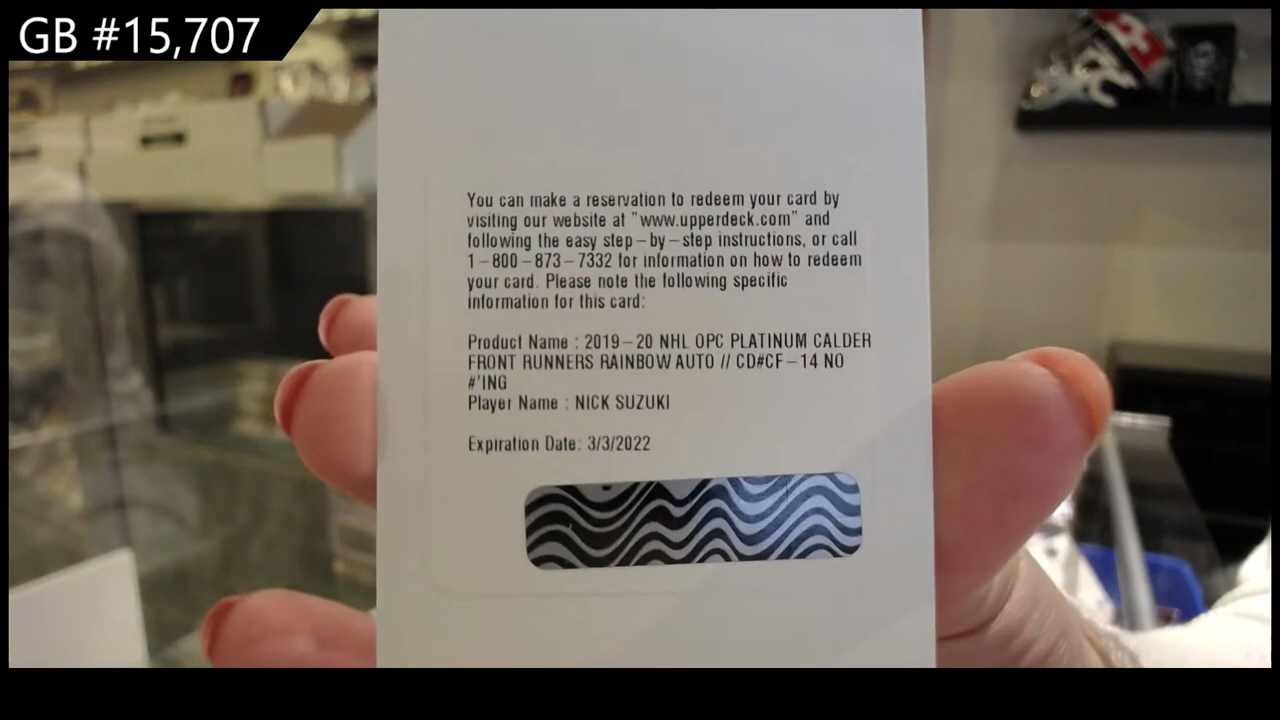 GB #15,707
You can make a reservation to redeem your card by
visiting our website at "www.upperdeck.com" and
following the easy step-by-step instructions, or call
1-800-873-7332 for information on how to redeem
your card. Please note the following specific
information for this card:
Product Name : 2019-20 NHL OPC PLATINUM CALDER
FRONT RUNNERS RAINBOW AUTO // CD#CF-14 NO
#'ING
Player Name : NICK SUZUKI
Expiration Date: 3/3/2022